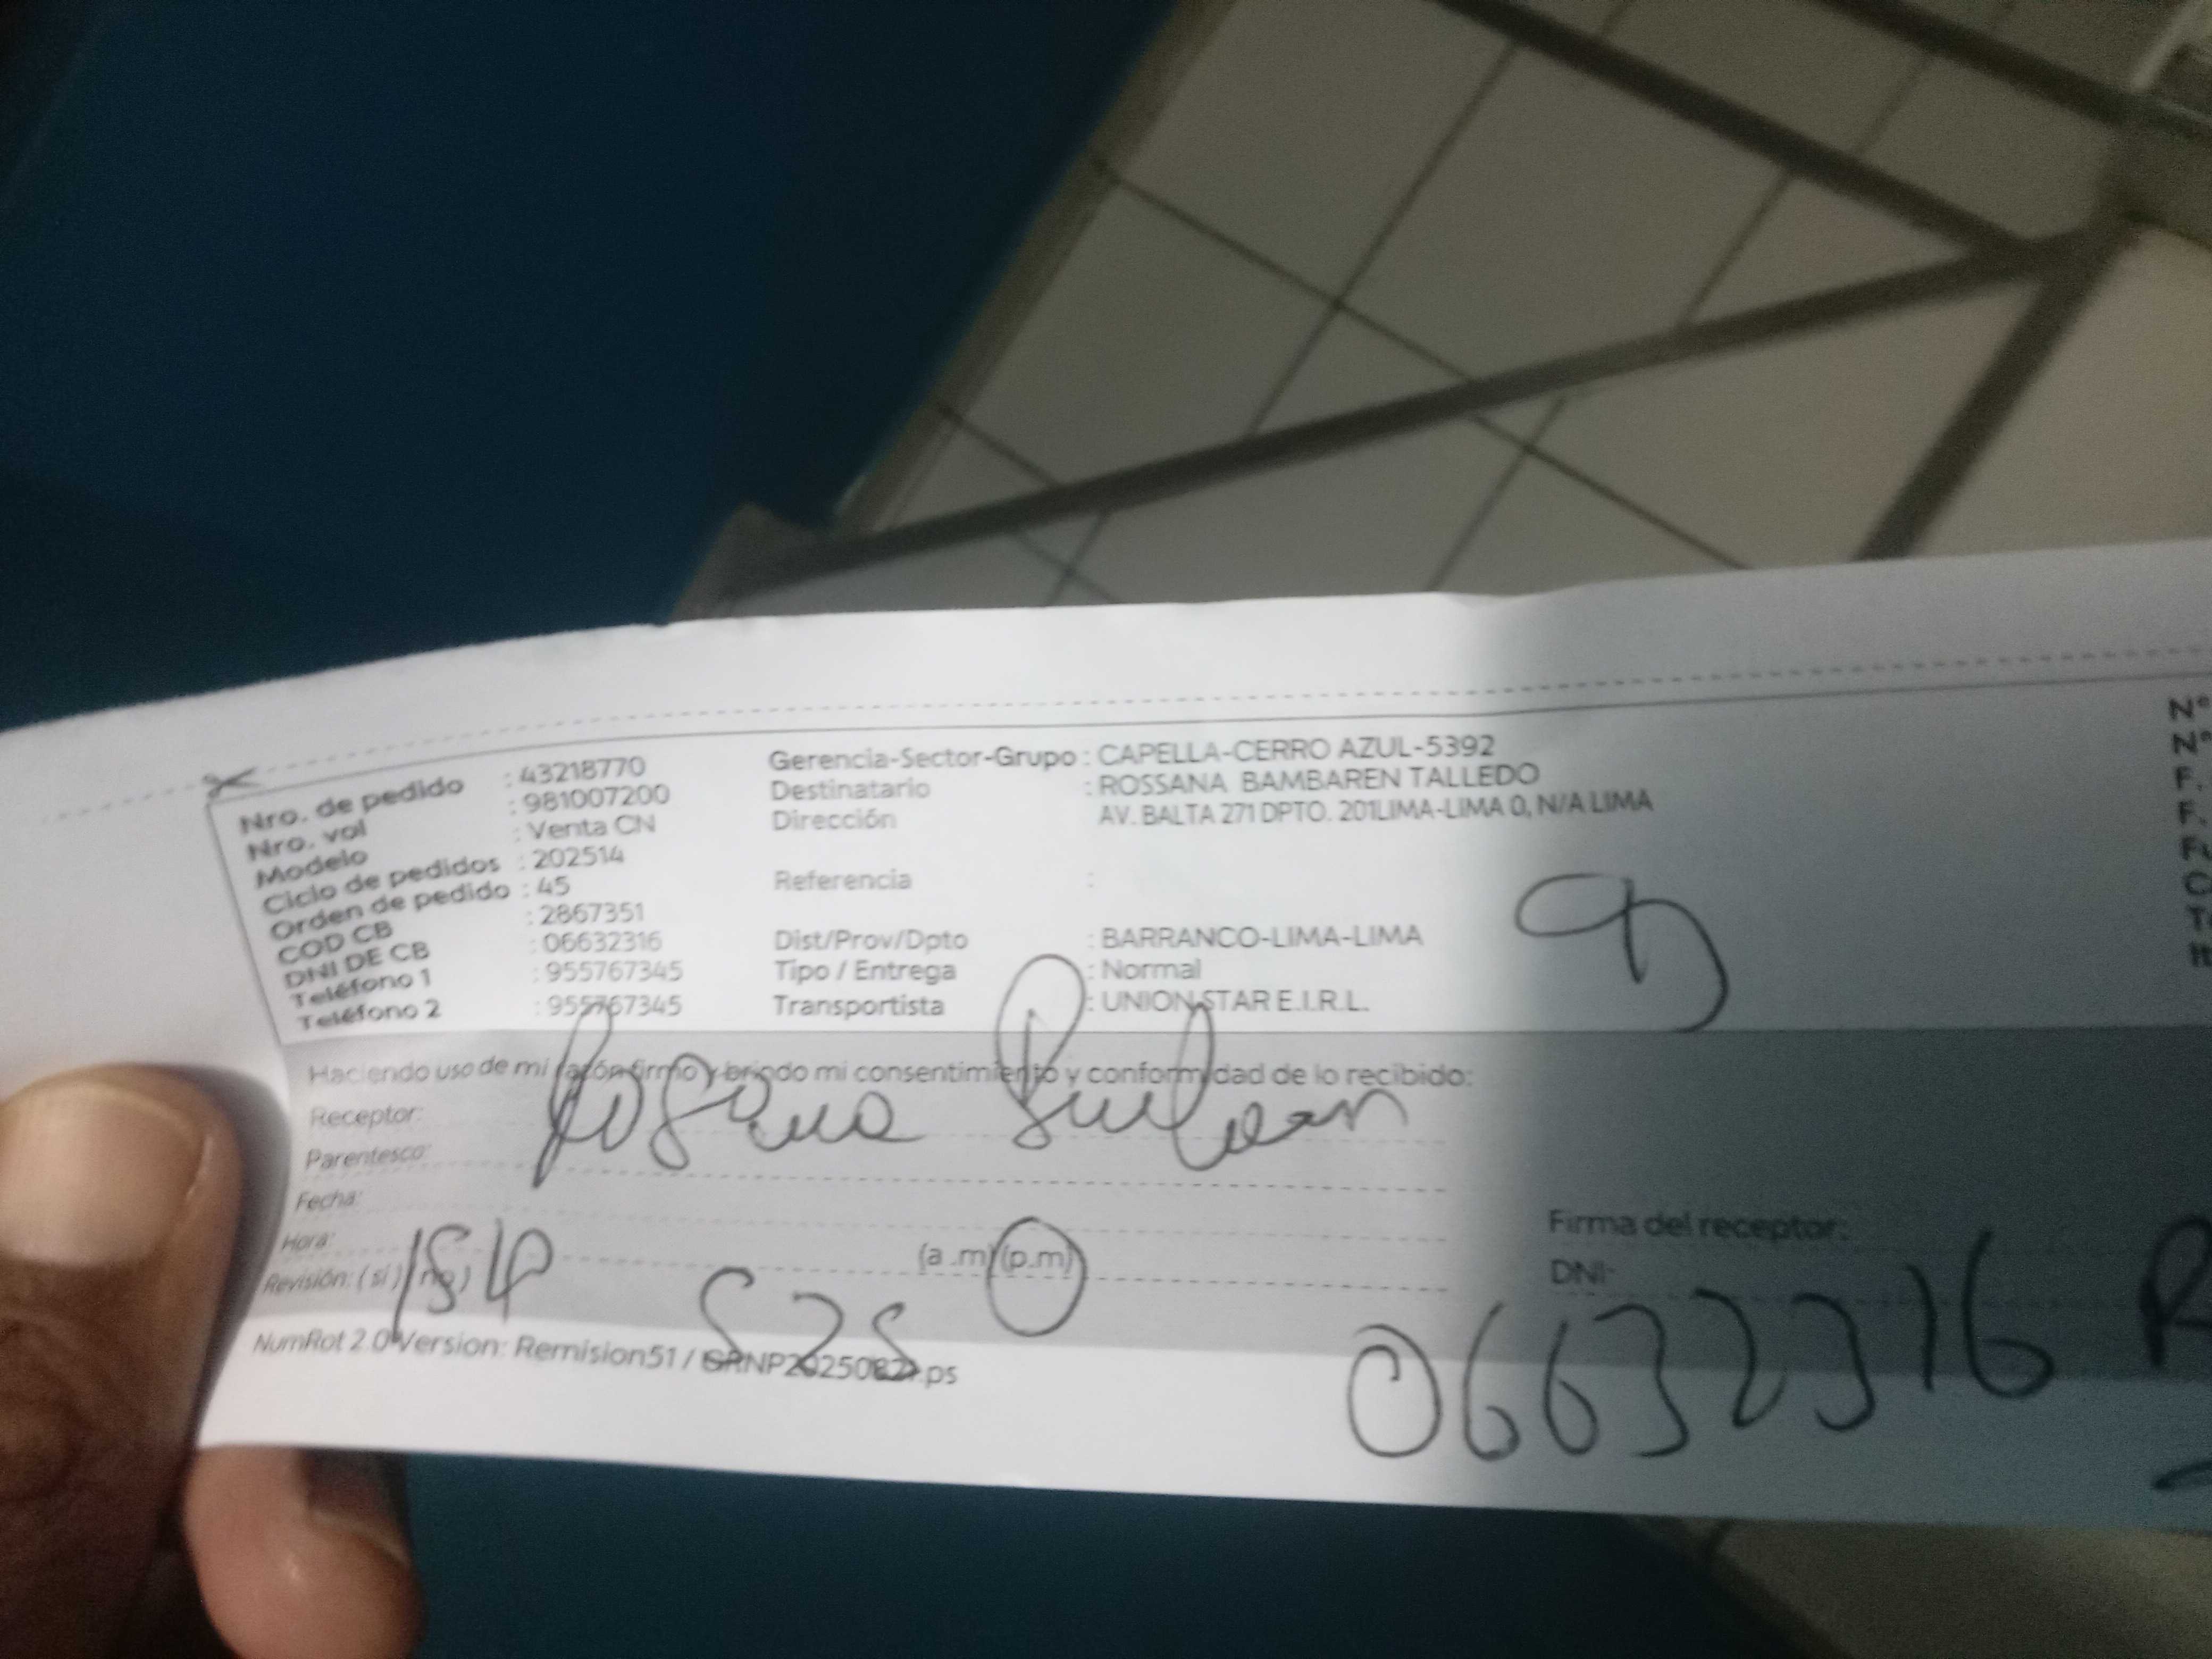 Nro. de pedido : 43218770
Nro. vol : 981007200
Modelo : Venta CN
Ciclo de pedidos : 202514
Orden de pedido : 45
COD CB : 2867351
DNI DE CB : 06632316
Teléfono 1 : 955767345
Teléfono 2 : 955767345
Gerencia-Sector-Grupo : CAPELLA-CERRO AZUL-5392
Destinatario : ROSSANA BAMBAREN TALLEDO
Dirección AV. BALTA 271 DPTO. 201LIMA-LIMA 0, N/A LIMA
Referencia :
Dist/Prov/Dpto : BARRANCO-LIMA-LIMA
Tipo / Entrega : Normal
Transportista : UNION STAR E.I.R.L.
N°
N°
F.
F.
Haciendo uso de mi razón firmo y brindo mi consentimiento y conformidad de lo recibido:
Receptor: Rosana
Parentesco:
Fecha:
Hora: (a.m) (p.m)
Revisión: (si) (no)
525
Firma del receptor:
DNI:
06632316
NumRot 2.0 Version: Remision51 /